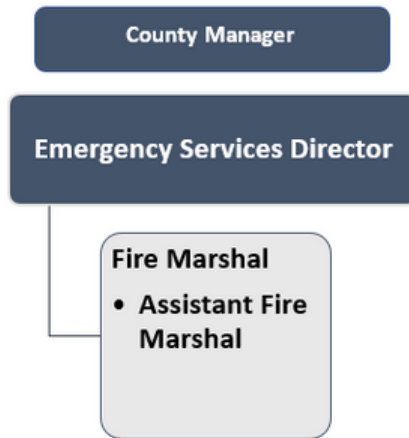 County Manager
Emergency Services Director
Fire Marshal
• Assistant Fire
Marshal